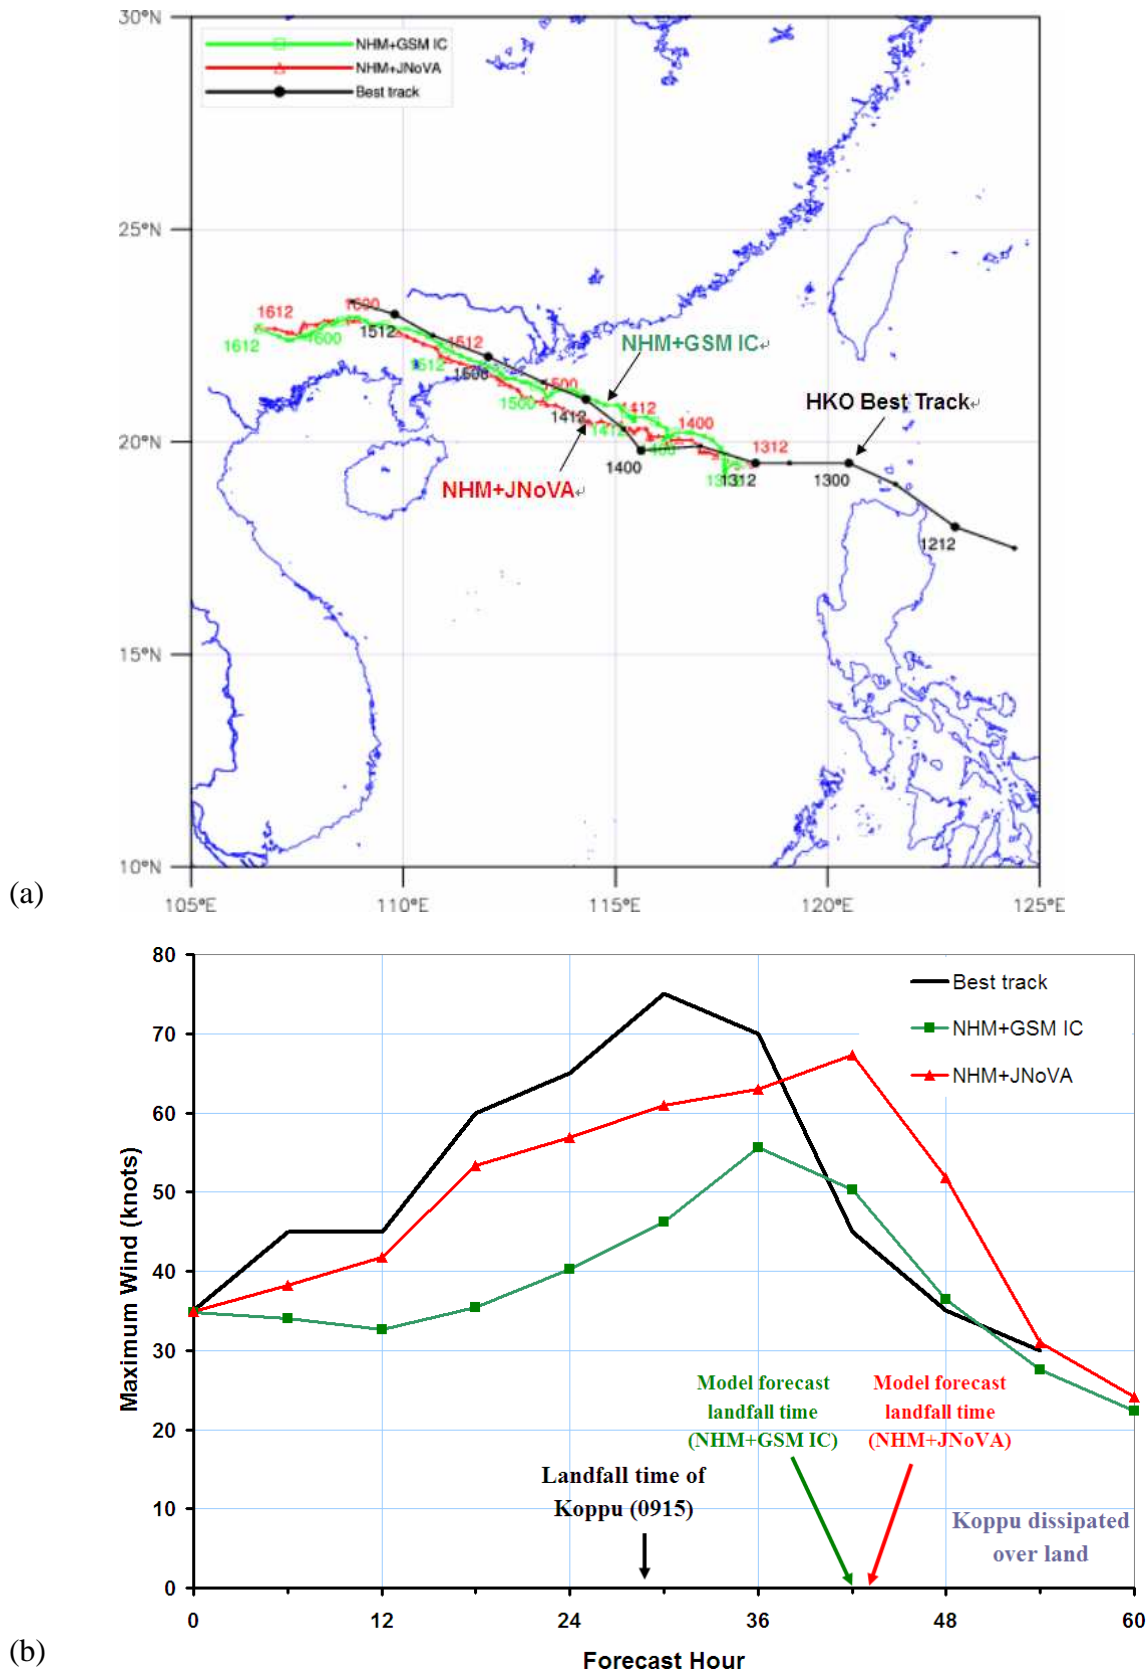 30°N
NHM+GSM IC
NHM+JNoVA
Best track
25°N
1612
1600
1612
1600
1512
1512
1512
1506
NHM+GSM IC
1500
1500
1412
1412
1412
1400
1400
HKO Best Track
1312
1312
1300
NHM+JNoVA
20°N
1212
15°N
10°N
105°E
110°E
115°E
120°E
125°E
(a)
80
70
60
50
40
30
20
10
0
Maximum Wind (knots)
Best track
NHM+GSM IC
NHM+JNoVA
Model forecast
landfall time
(NHM+GSM IC)
Model forecast
landfall time
(NHM+JNoVA)
Landfall time of
Koppu (0915)
Koppu dissipated
over land
0
12
24
36
48
60
Forecast Hour
(b)